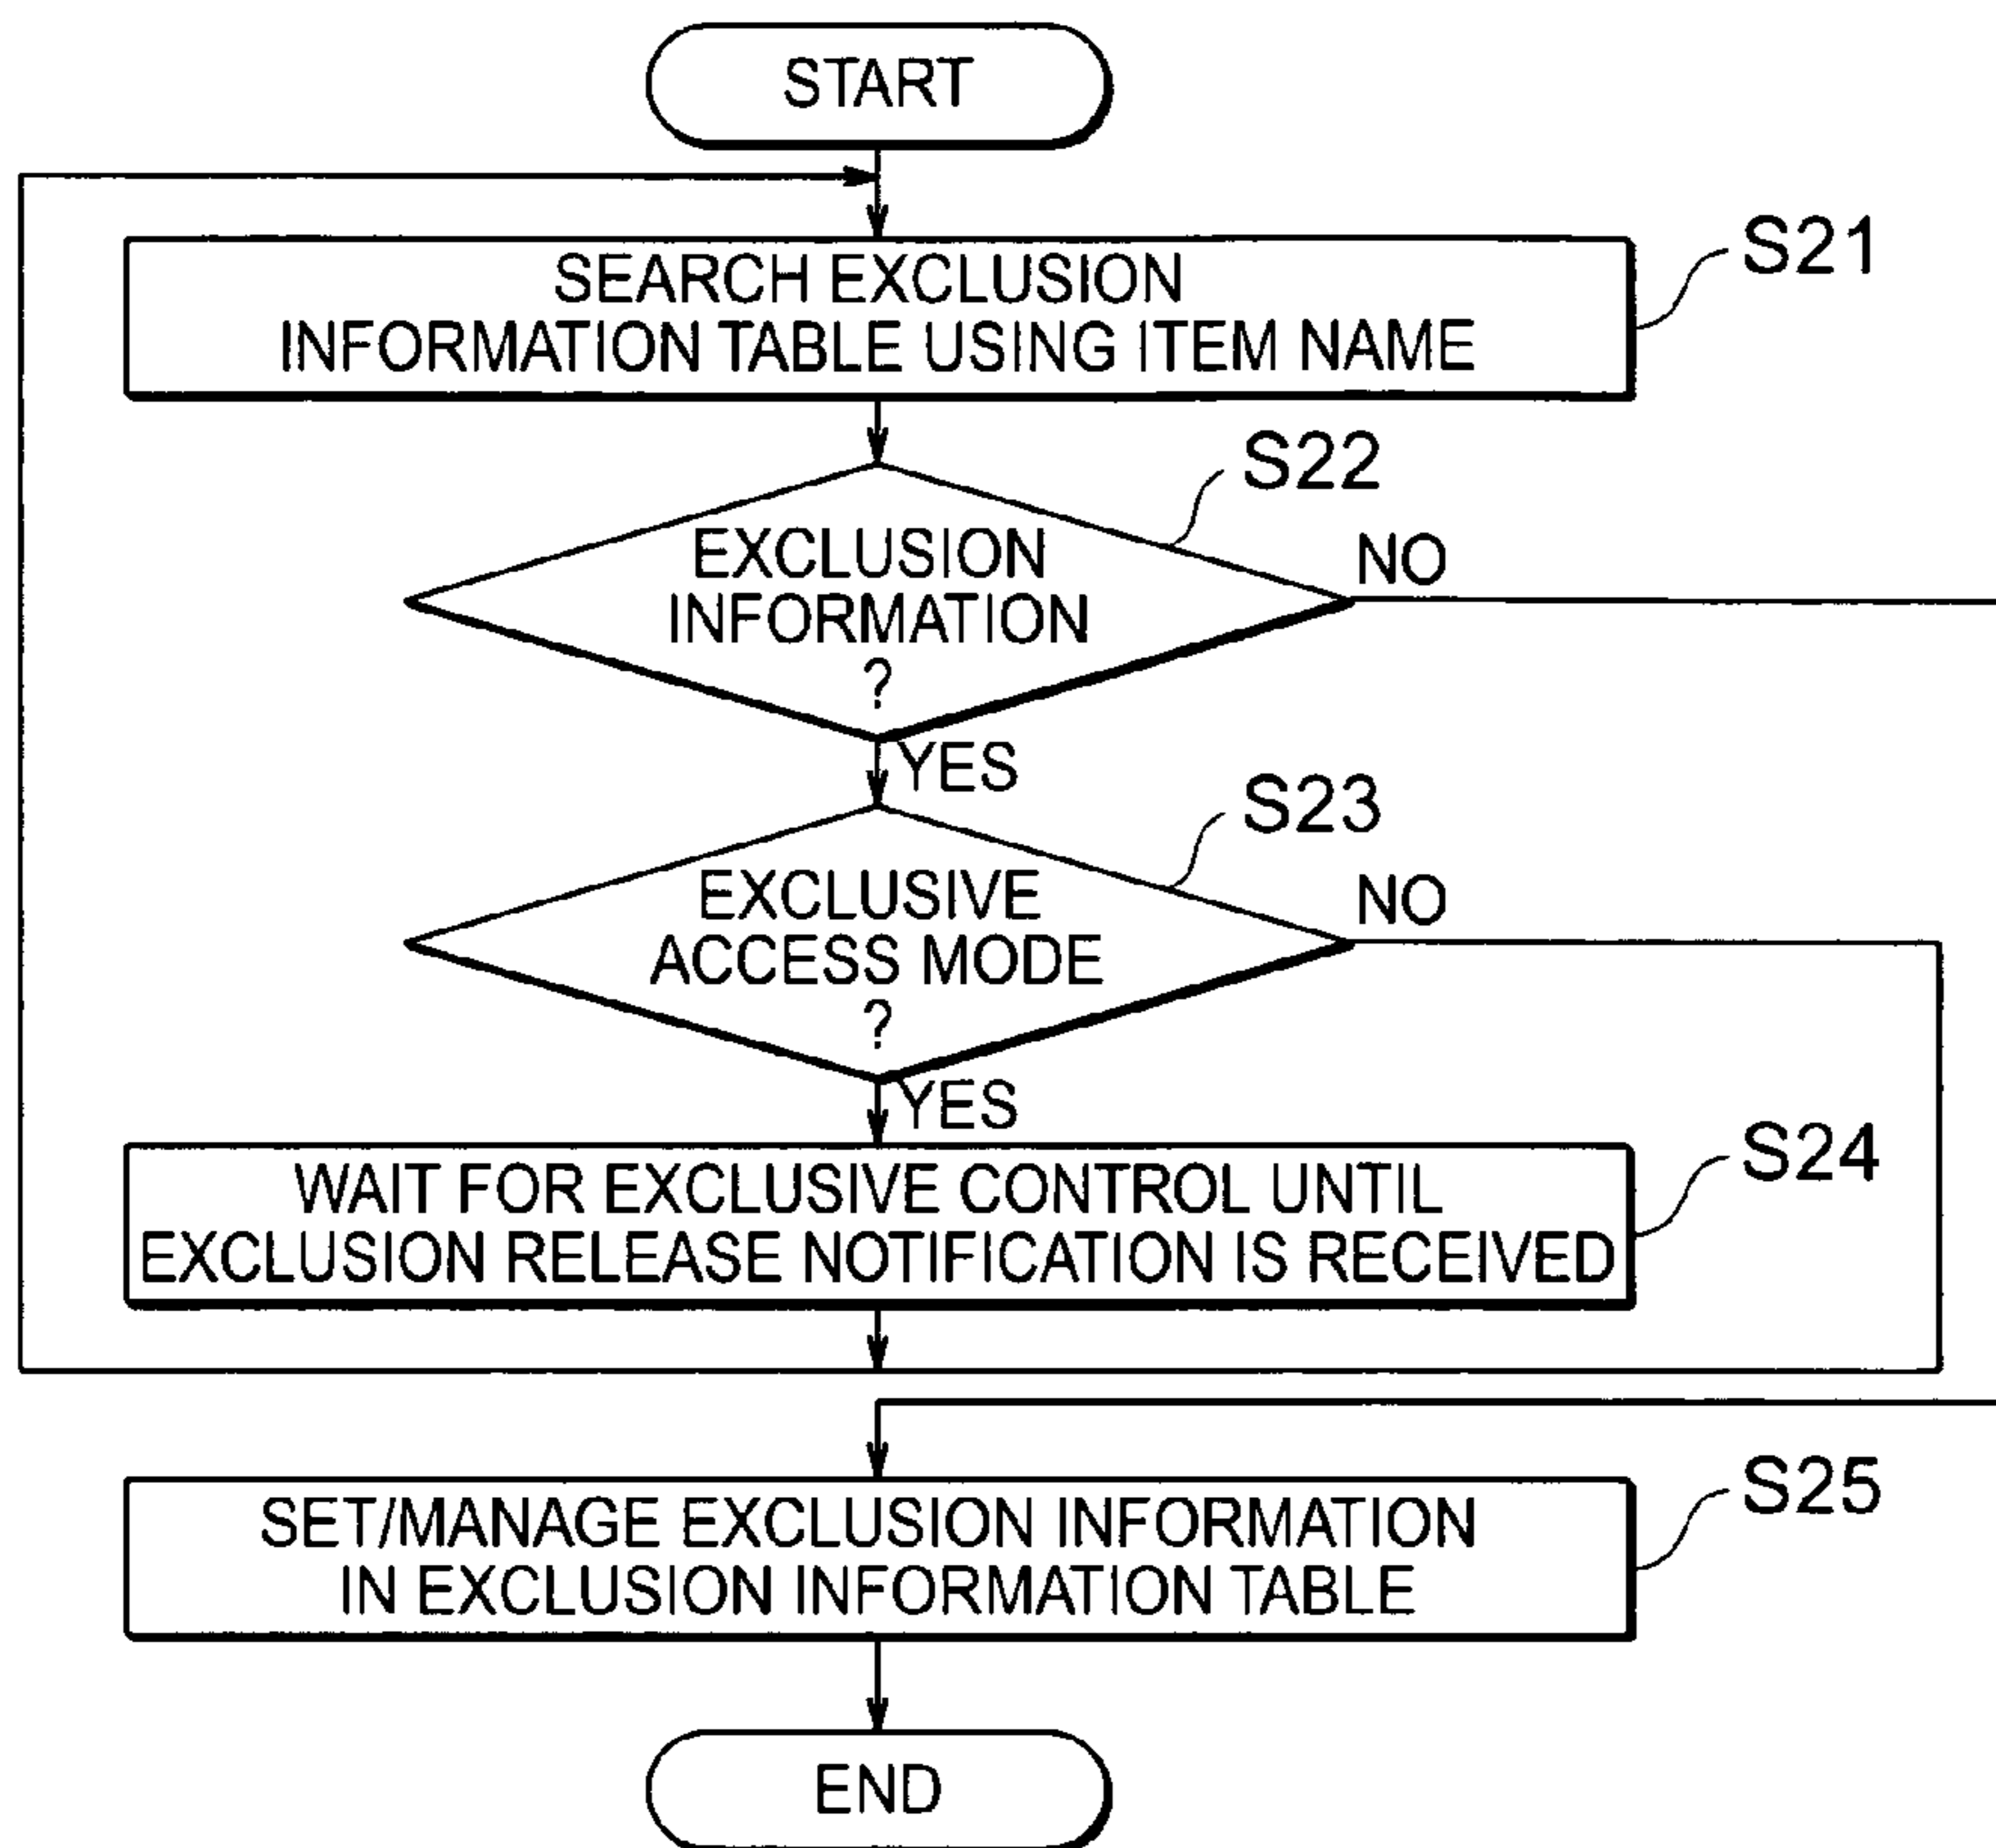 START
SEARCH EXCLUSION
INFORMATION TABLE USING ITEM NAME
S21
EXCLUSION
INFORMATION
?
S22
NO
YES
EXCLUSIVE
ACCESS MODE
?
S23
NO
YES
WAIT FOR EXCLUSIVE CONTROL UNTIL
EXCLUSION RELEASE NOTIFICATION IS RECEIVED
S24
SET/MANAGE EXCLUSION INFORMATION
IN EXCLUSION INFORMATION TABLE
S25
END